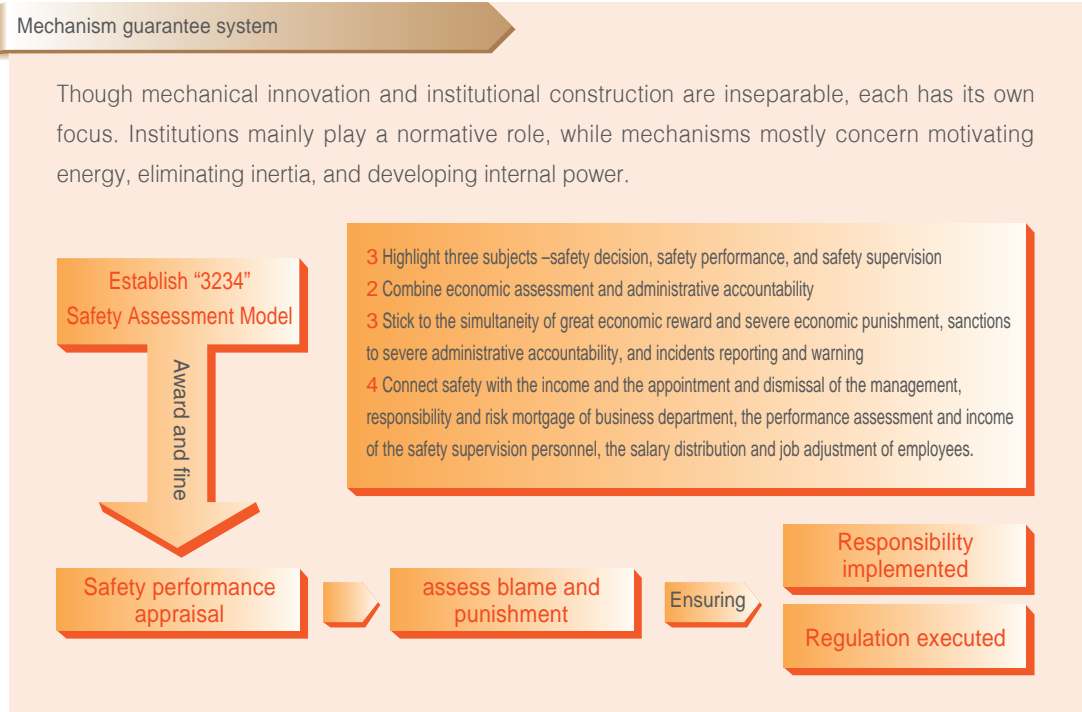 Mechanism guarantee system
Though mechanical innovation and institutional construction are inseparable, each has its own
focus. Institutions mainly play a normative role, while mechanisms mostly concern motivating
energy, eliminating inertia, and developing internal power.
Establish “3234”
Safety Assessment Model
3 Highlight three subjects –safety decision, safety performance, and safety supervision
2 Combine economic assessment and administrative accountability
3 Stick to the simultaneity of great economic reward and severe economic punishment, sanctions
to severe administrative accountability, and incidents reporting and warning
4 Connect safety with the income and the appointment and dismissal of the management,
responsibility and risk mortgage of business department, the performance assessment and income
of the safety supervision personnel, the salary distribution and job adjustment of employees.
Award and fine
Safety performance
appraisal
assess blame and
punishment
Ensuring
Responsibility
implemented
Regulation executed